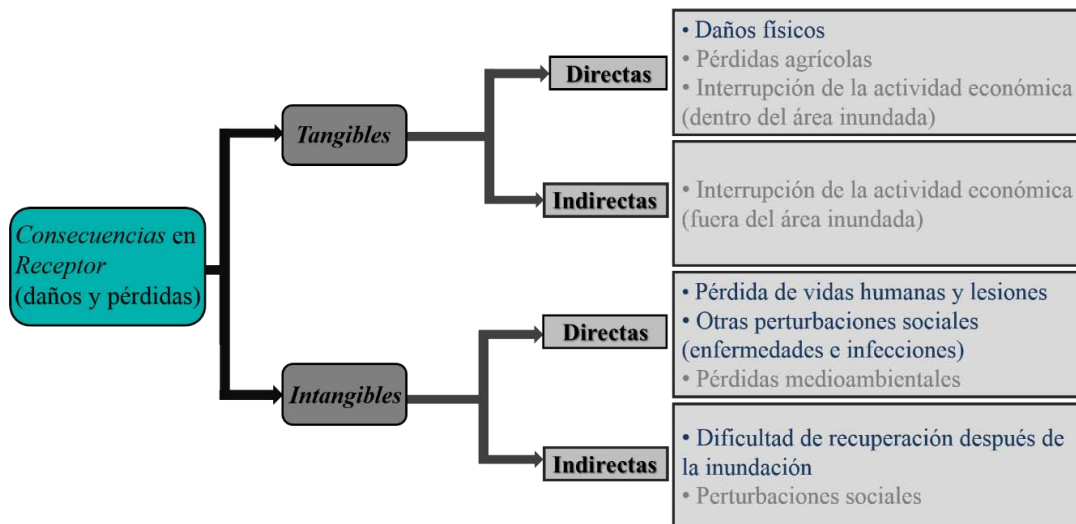 Consecuencias en
Receptor
(daños y pérdidas)
Tangibles
Directas
• Daños físicos
• Pérdidas agrícolas
• Interrupción de la actividad económica
(dentro del área inundada)
Indirectas
• Interrupción de la actividad económica
(fuera del área inundada)
Intangibles
Directas
• Pérdida de vidas humanas y lesiones
• Otras perturbaciones sociales
(enfermedades e infecciones)
• Pérdidas medioambientales
Indirectas
• Dificultad de recuperación después de
la inundación
• Perturbaciones sociales